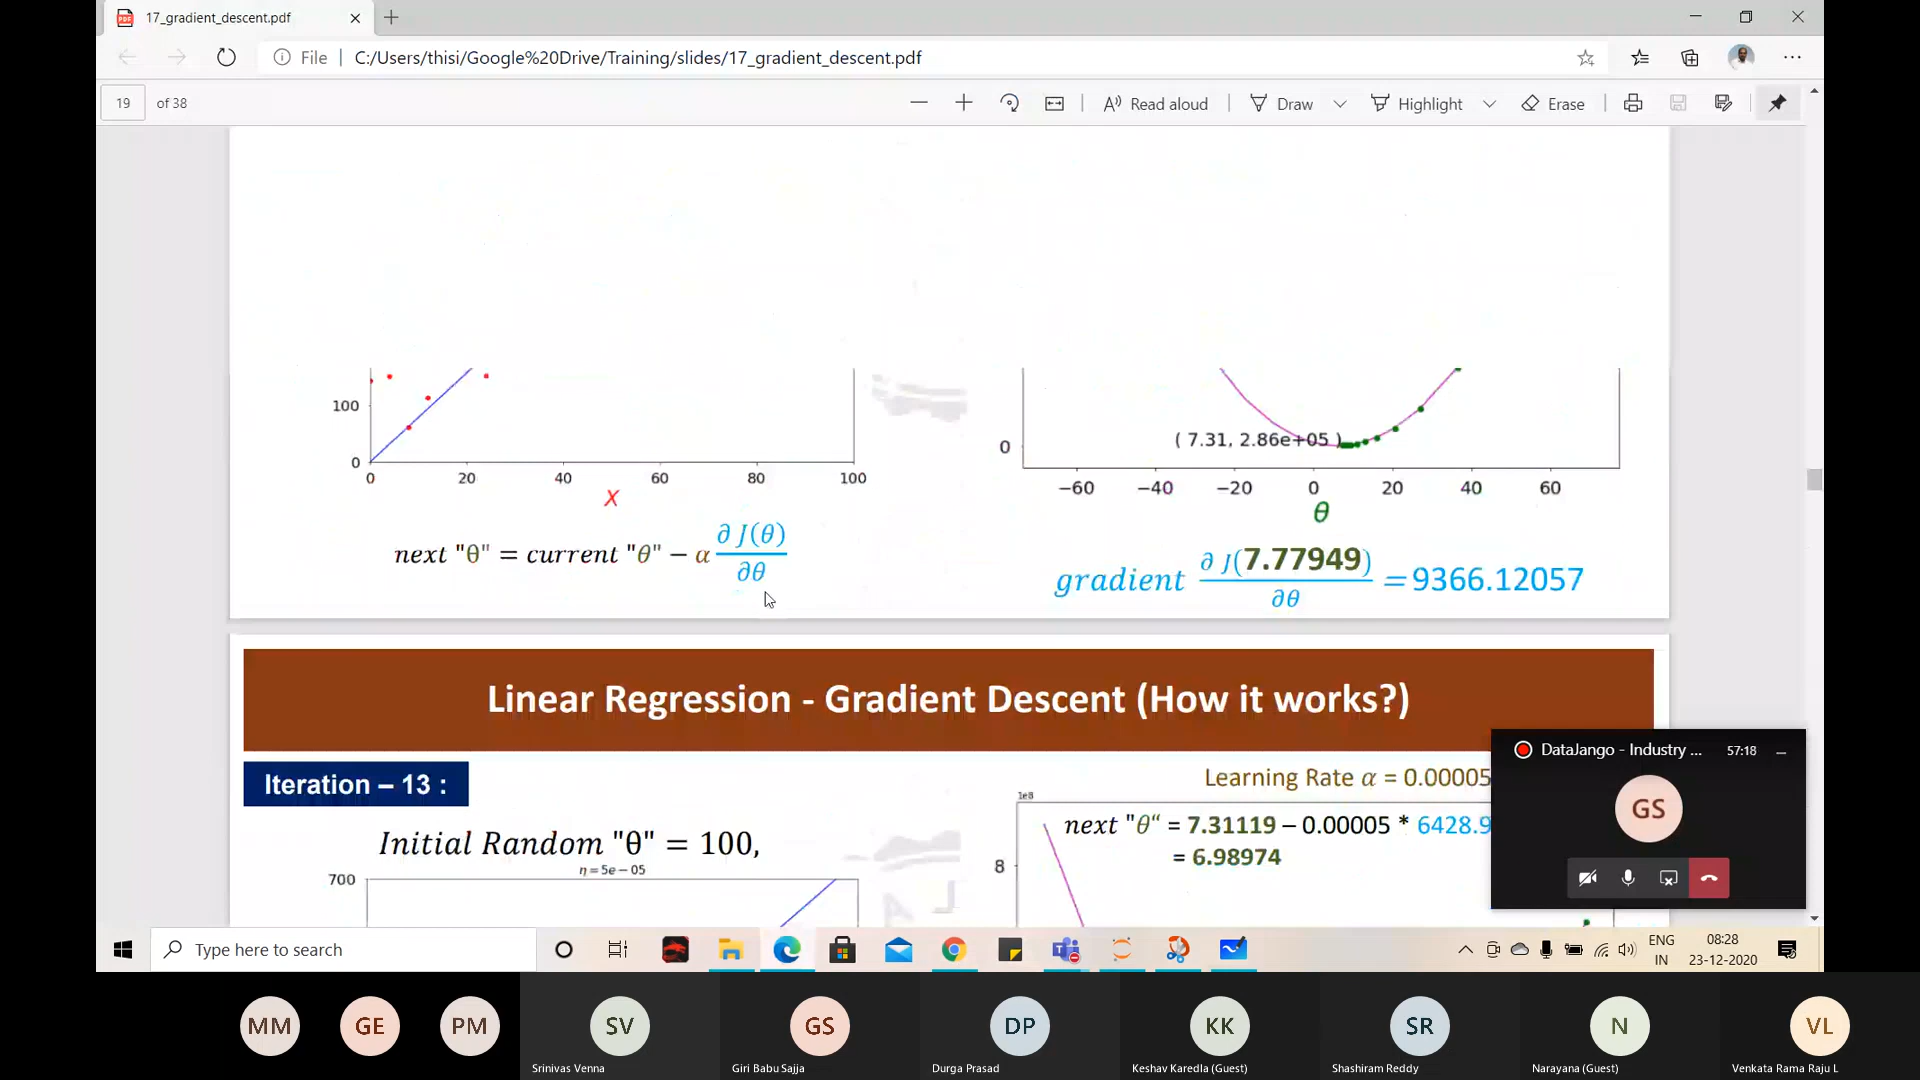 17_gradient_descent.pdf
File
C:/Users/thisi/Google%20Drive/Training/slides/17_gradient_descent.pdf
19 of 38
Read aloud
Draw
Highlight
Erase
100
0
0 20 40 60 80 100
X
0
( 7.31, 2.86e+05 )
−60 −40 −20 0 20 40 60
θ
next "θ" = current "θ" − α ∂ J(θ) / ∂θ
gradient ∂ J(7.77949) / ∂θ = 9366.12057
Linear Regression - Gradient Descent (How it works?)
Iteration – 13 :
Learning Rate α = 0.00005
Initial Random "θ" = 100,
η = 5e − 05
700
1e8
8
next "θ“ = 7.31119 – 0.00005 * 6428.9
= 6.98974
DataJango - Industry ... 57:18
GS
Type here to search
ENG
IN
08:28
23-12-2020
MM GE PM SV GS DP KK SR N VL
Srinivas Venna Giri Babu Sajja Durga Prasad Keshav Karedla (Guest) Shashiram Reddy Narayana (Guest) Venkata Rama Raju L